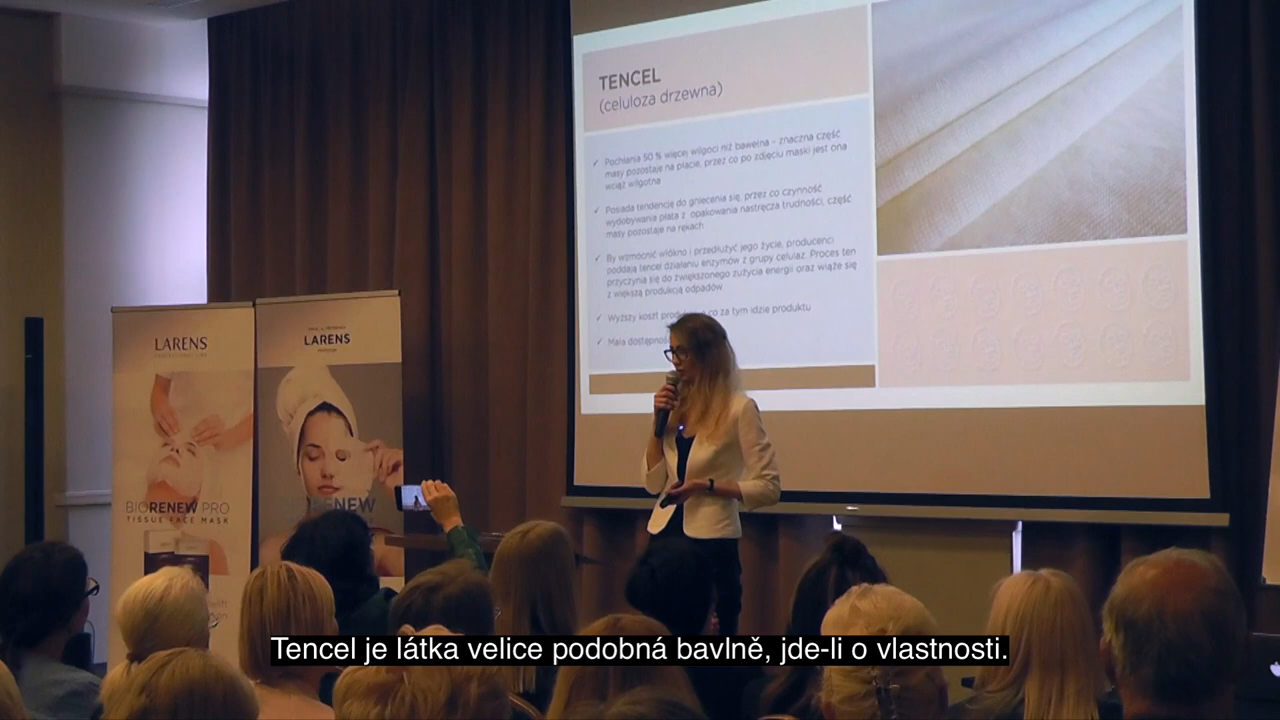 TENCEL
(celuloza drzewna)
✓ Pochłania 50 % więcej wilgoci niż bawełna - znaczna część
masy pozostaje na płacie, przez co po zdjęciu maski jest ona
wciąż wilgotna
✓ Posiada tendencję do gniecenia się, przez co czynność
wydobywania płata z opakowania nastręcza trudności, część
masy pozostaje na rękach
✓ By wzmocnić włókno i przedłużyć jego życie, producenci
poddają tencel działaniu enzymów z grupy celulaz. Proces ten
przyczynia się do zwiększonego zużycia energii oraz wiąże się
z większą produkcją odpadów
✓ Wyższy koszt co za tym idzie produktu
✓ Mała
LARENS
PROFESSIONAL LINE
LARENS
BIORENEW PRO
TISSUE FACE MASK
RENEW
Tencel je látka velice podobná bavlně, jde-li o vlastnosti.